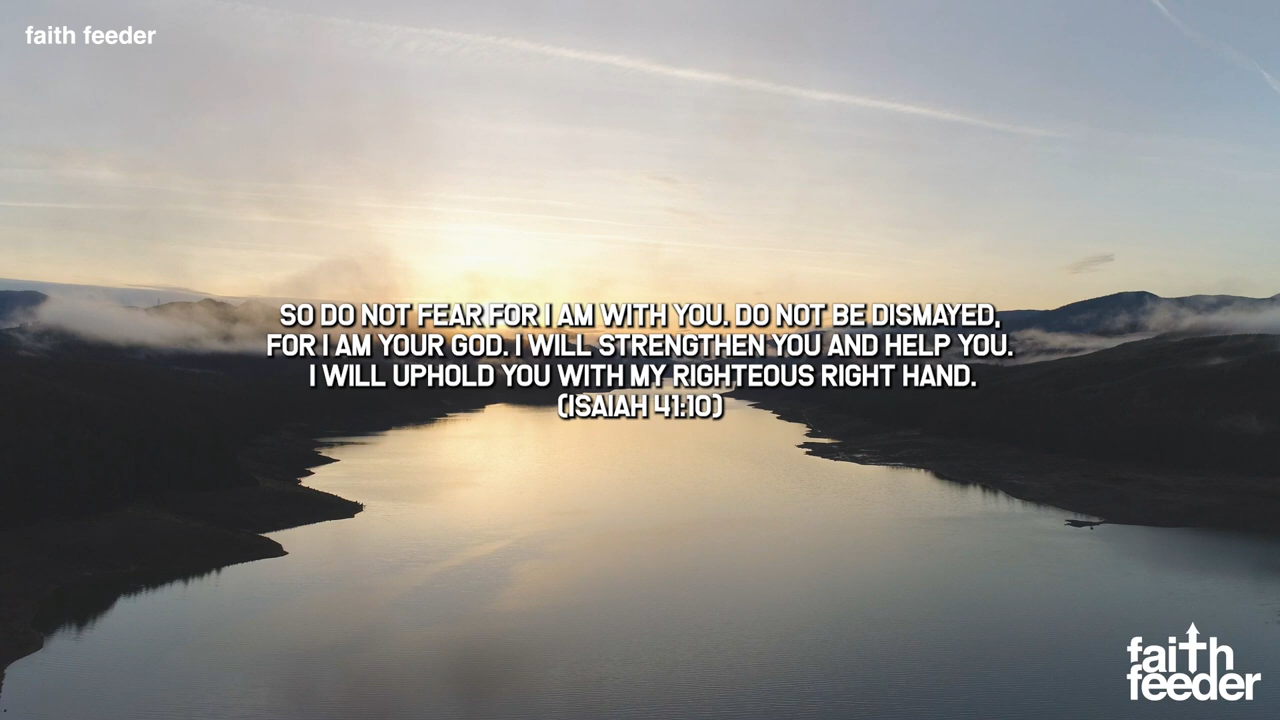 faith feeder
SO DO NOT FEAR FOR I AM WITH YOU. DO NOT BE DISMAYED,
FOR I AM YOUR GOD. I WILL STRENGTHEN YOU AND HELP YOU.
I WILL UPHOLD YOU WITH MY RIGHTEOUS RIGHT HAND.
(ISAIAH 41:10)
faith
feeder